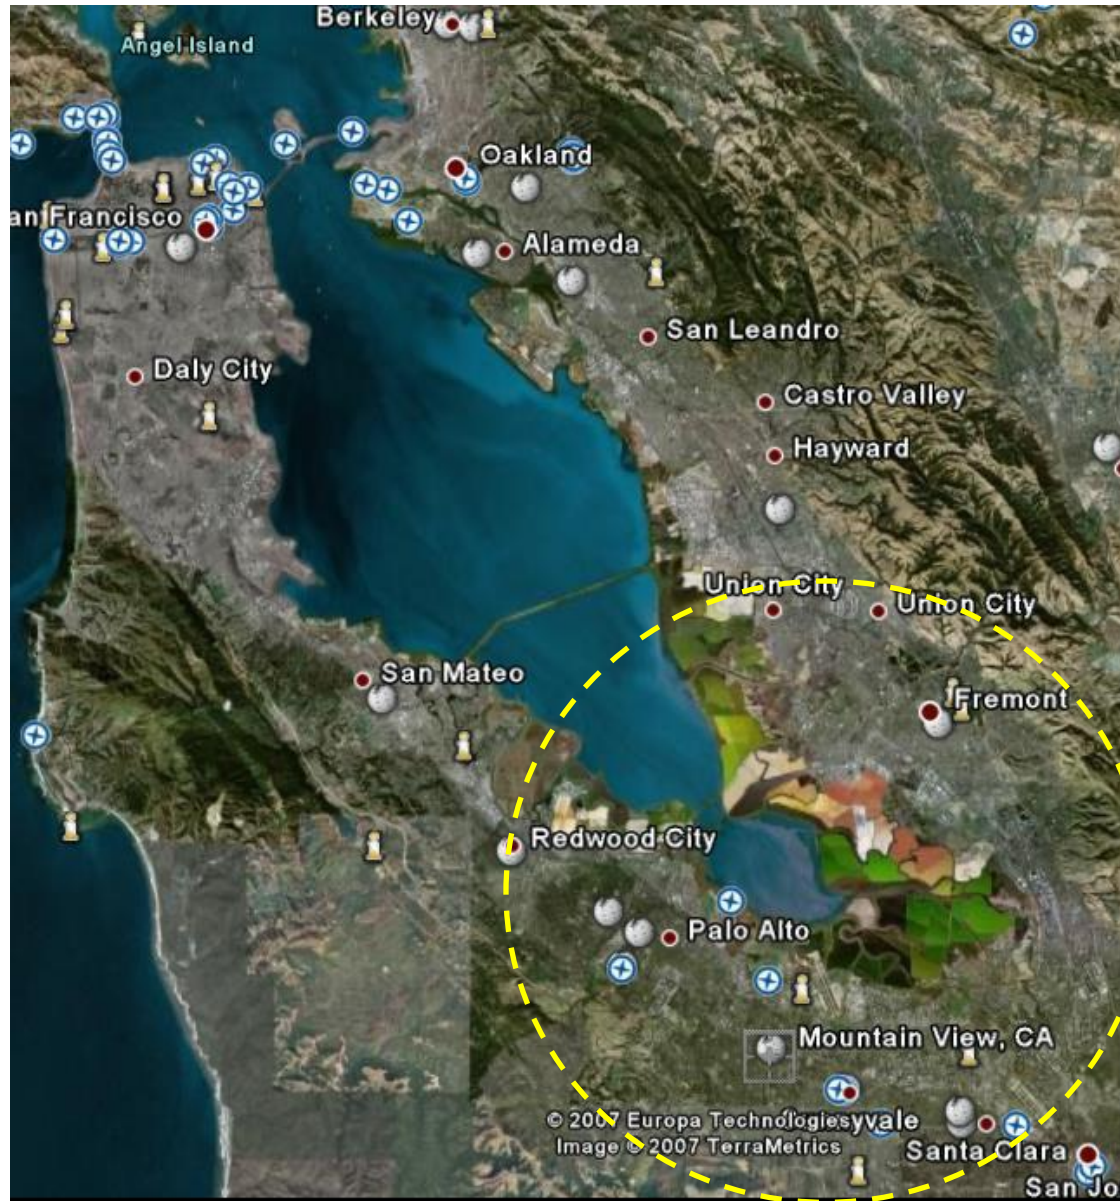 Berkeley
Angel Island
Oakland
an Francisco
Alameda
San Leandro
Daly City
Castro Valley
Hayward
Union City
Union City
San Mateo
Fremont
Redwood City
Palo Alto
Mountain View, CA
© 2007 Europa Technologies yvale
Image © 2007 TerraMetrics
Santa Clara
San Jo